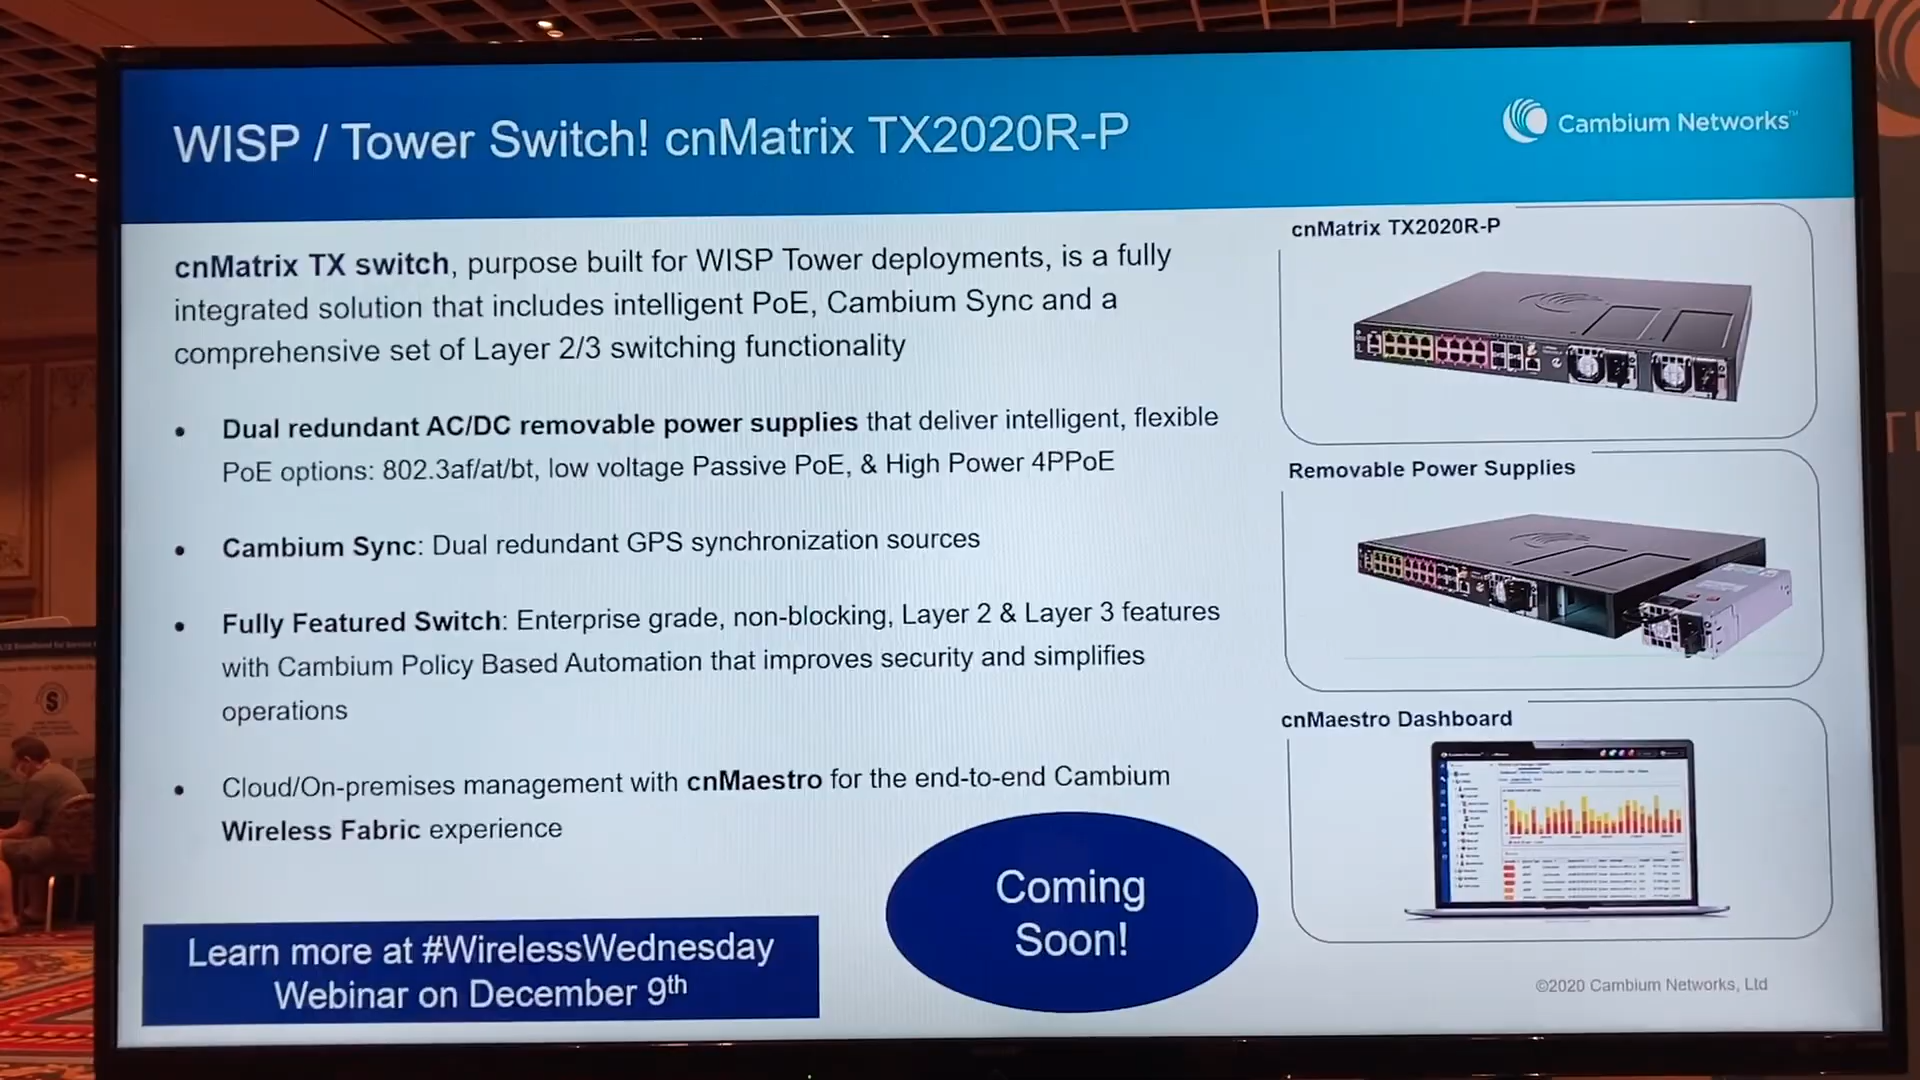 WISP / Tower Switch! cnMatrix TX2020R-P
Cambium Networks™
cnMatrix TX switch, purpose built for WISP Tower deployments, is a fully
integrated solution that includes intelligent PoE, Cambium Sync and a
comprehensive set of Layer 2/3 switching functionality
• Dual redundant AC/DC removable power supplies that deliver intelligent, flexible
PoE options: 802.3af/at/bt, low voltage Passive PoE, & High Power 4PPoE
• Cambium Sync: Dual redundant GPS synchronization sources
• Fully Featured Switch: Enterprise grade, non-blocking, Layer 2 & Layer 3 features
with Cambium Policy Based Automation that improves security and simplifies
operations
• Cloud/On-premises management with cnMaestro for the end-to-end Cambium
Wireless Fabric experience
Learn more at #WirelessWednesday
Webinar on December 9th
Coming
Soon!
cnMatrix TX2020R-P
Removable Power Supplies
cnMaestro Dashboard
©2020 Cambium Networks, Ltd